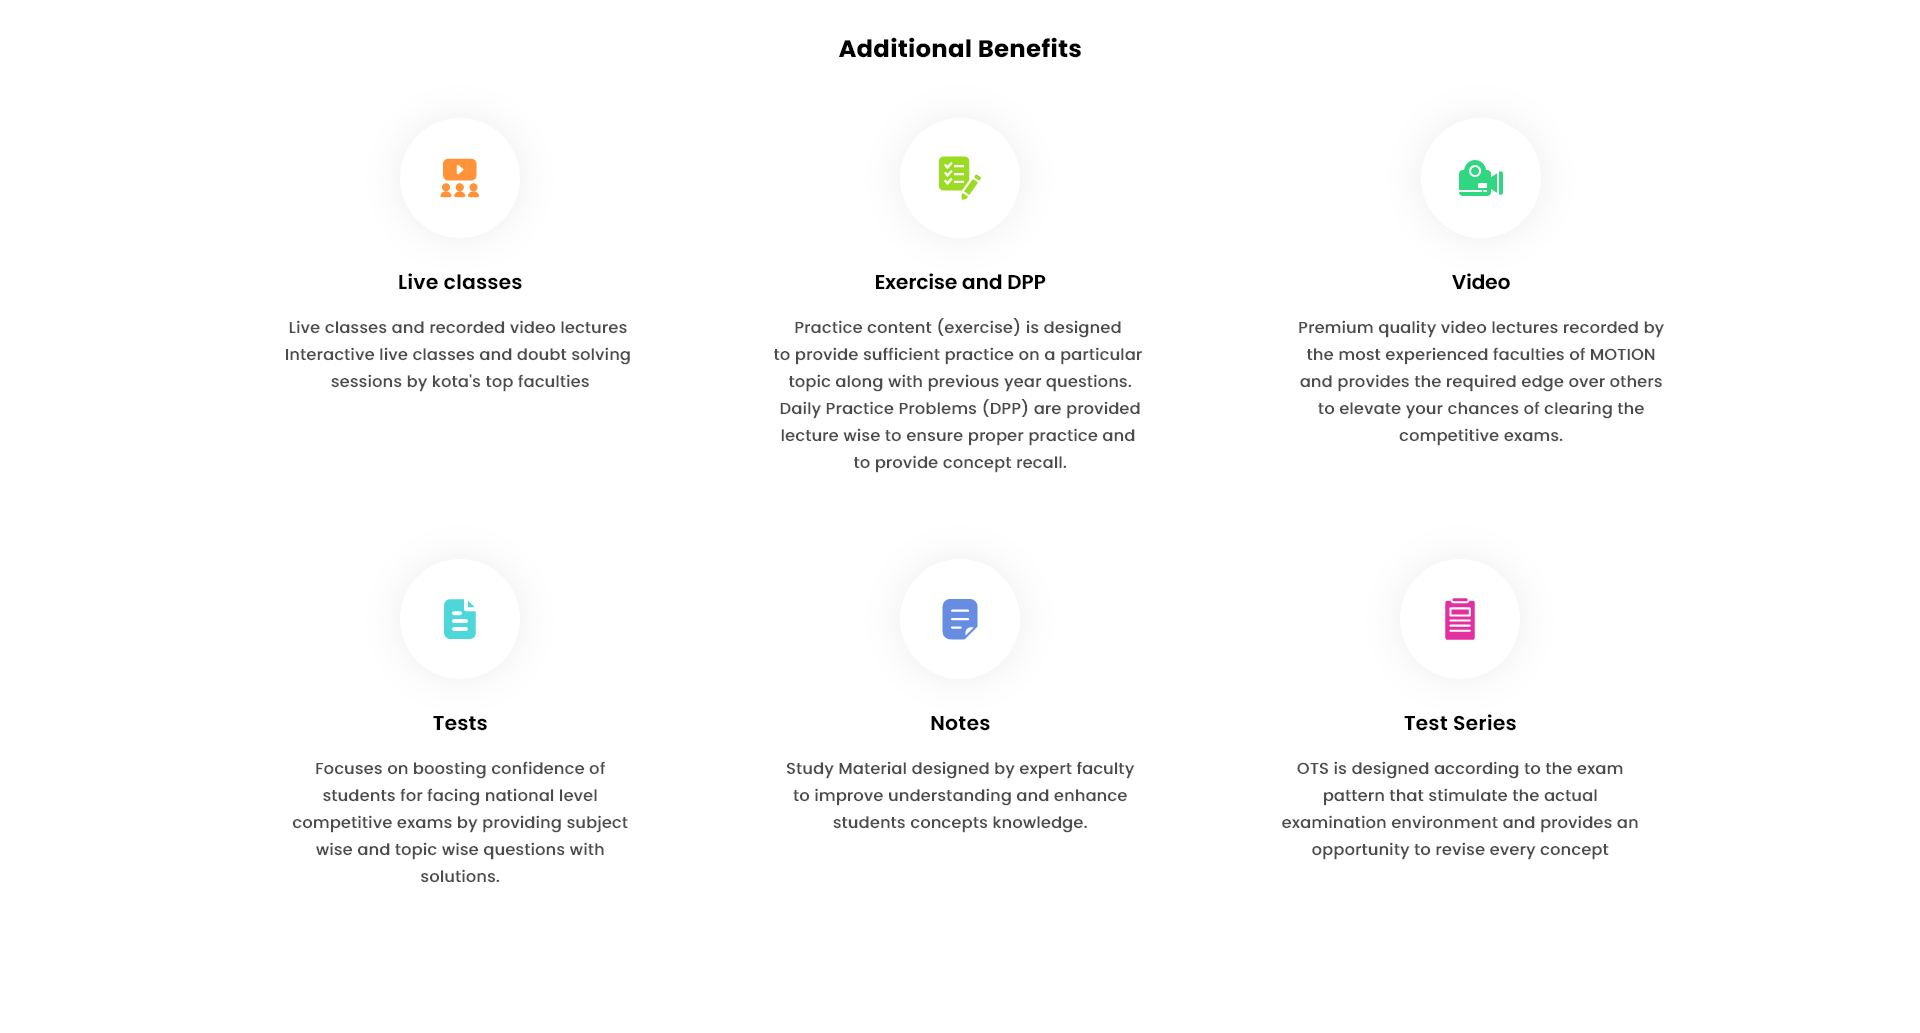 Additional Benefits
Live classes
Live classes and recorded video lectures
Interactive live classes and doubt solving
sessions by kota's top faculties
Exercise and DPP
Practice content (exercise) is designed
to provide sufficient practice on a particular
topic along with previous year questions.
Daily Practice Problems (DPP) are provided
lecture wise to ensure proper practice and
to provide concept recall.
Video
Premium quality video lectures recorded by
the most experienced faculties of MOTION
and provides the required edge over others
to elevate your chances of clearing the
competitive exams.
Tests
Focuses on boosting confidence of
students for facing national level
competitive exams by providing subject
wise and topic wise questions with
solutions.
Notes
Study Material designed by expert faculty
to improve understanding and enhance
students concepts knowledge.
Test Series
OTS is designed according to the exam
pattern that stimulate the actual
examination environment and provides an
opportunity to revise every concept